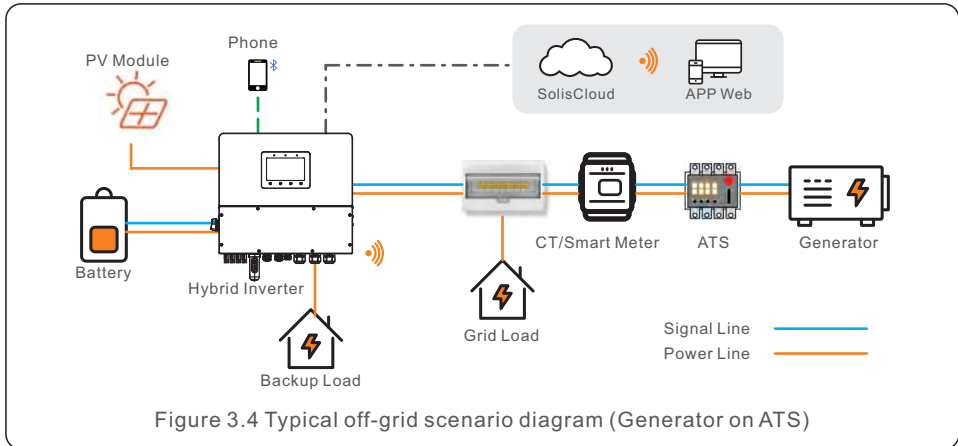 Phone
PV Module
SolisCloud
APP Web
CT/Smart Meter
ATS
Generator
Battery
Hybrid Inverter
Grid Load
Backup Load
Signal Line
Power Line
Figure 3.4 Typical off-grid scenario diagram (Generator on ATS)